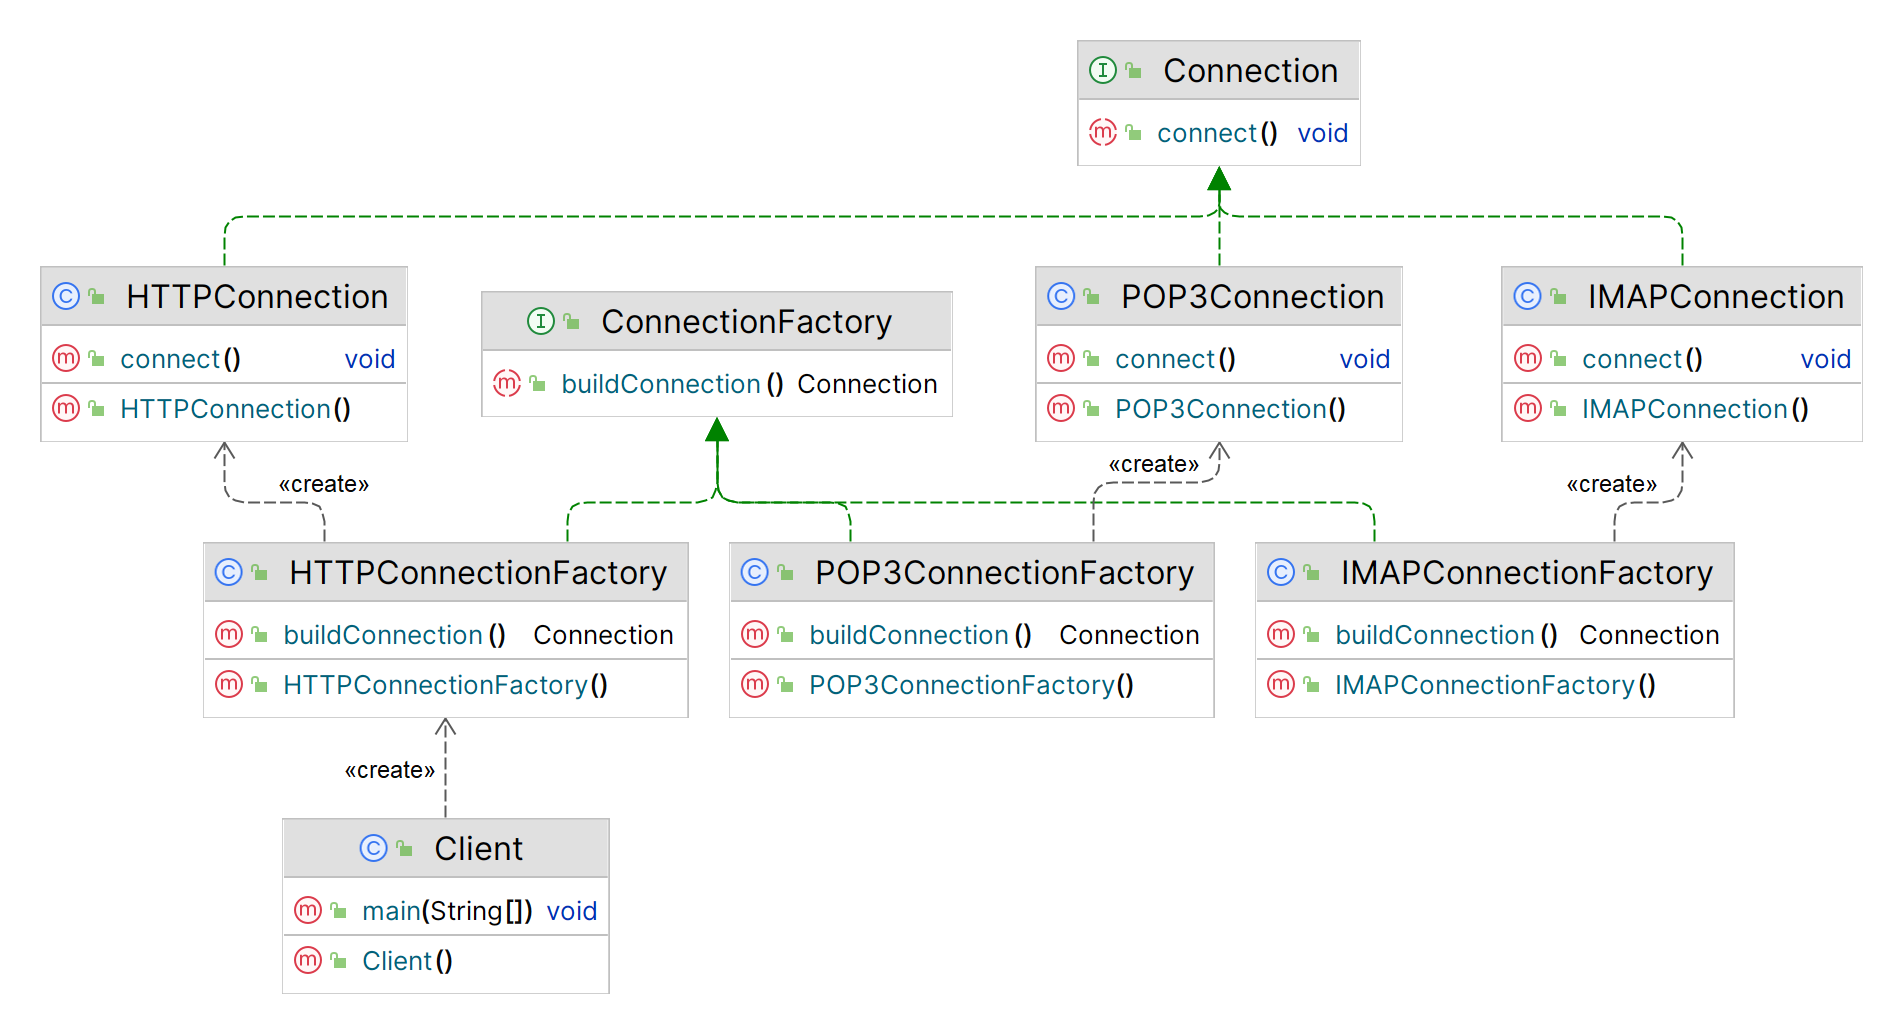 Connection
connect() void
HTTPConnection
connect() void
HTTPConnection()
ConnectionFactory
buildConnection() Connection
POP3Connection
connect() void
POP3Connection()
IMAPConnection
connect() void
IMAPConnection()
«create»
«create»
«create»
HTTPConnectionFactory
buildConnection() Connection
HTTPConnectionFactory()
POP3ConnectionFactory
buildConnection() Connection
POP3ConnectionFactory()
IMAPConnectionFactory
buildConnection() Connection
IMAPConnectionFactory()
«create»
Client
main(String[]) void
Client()